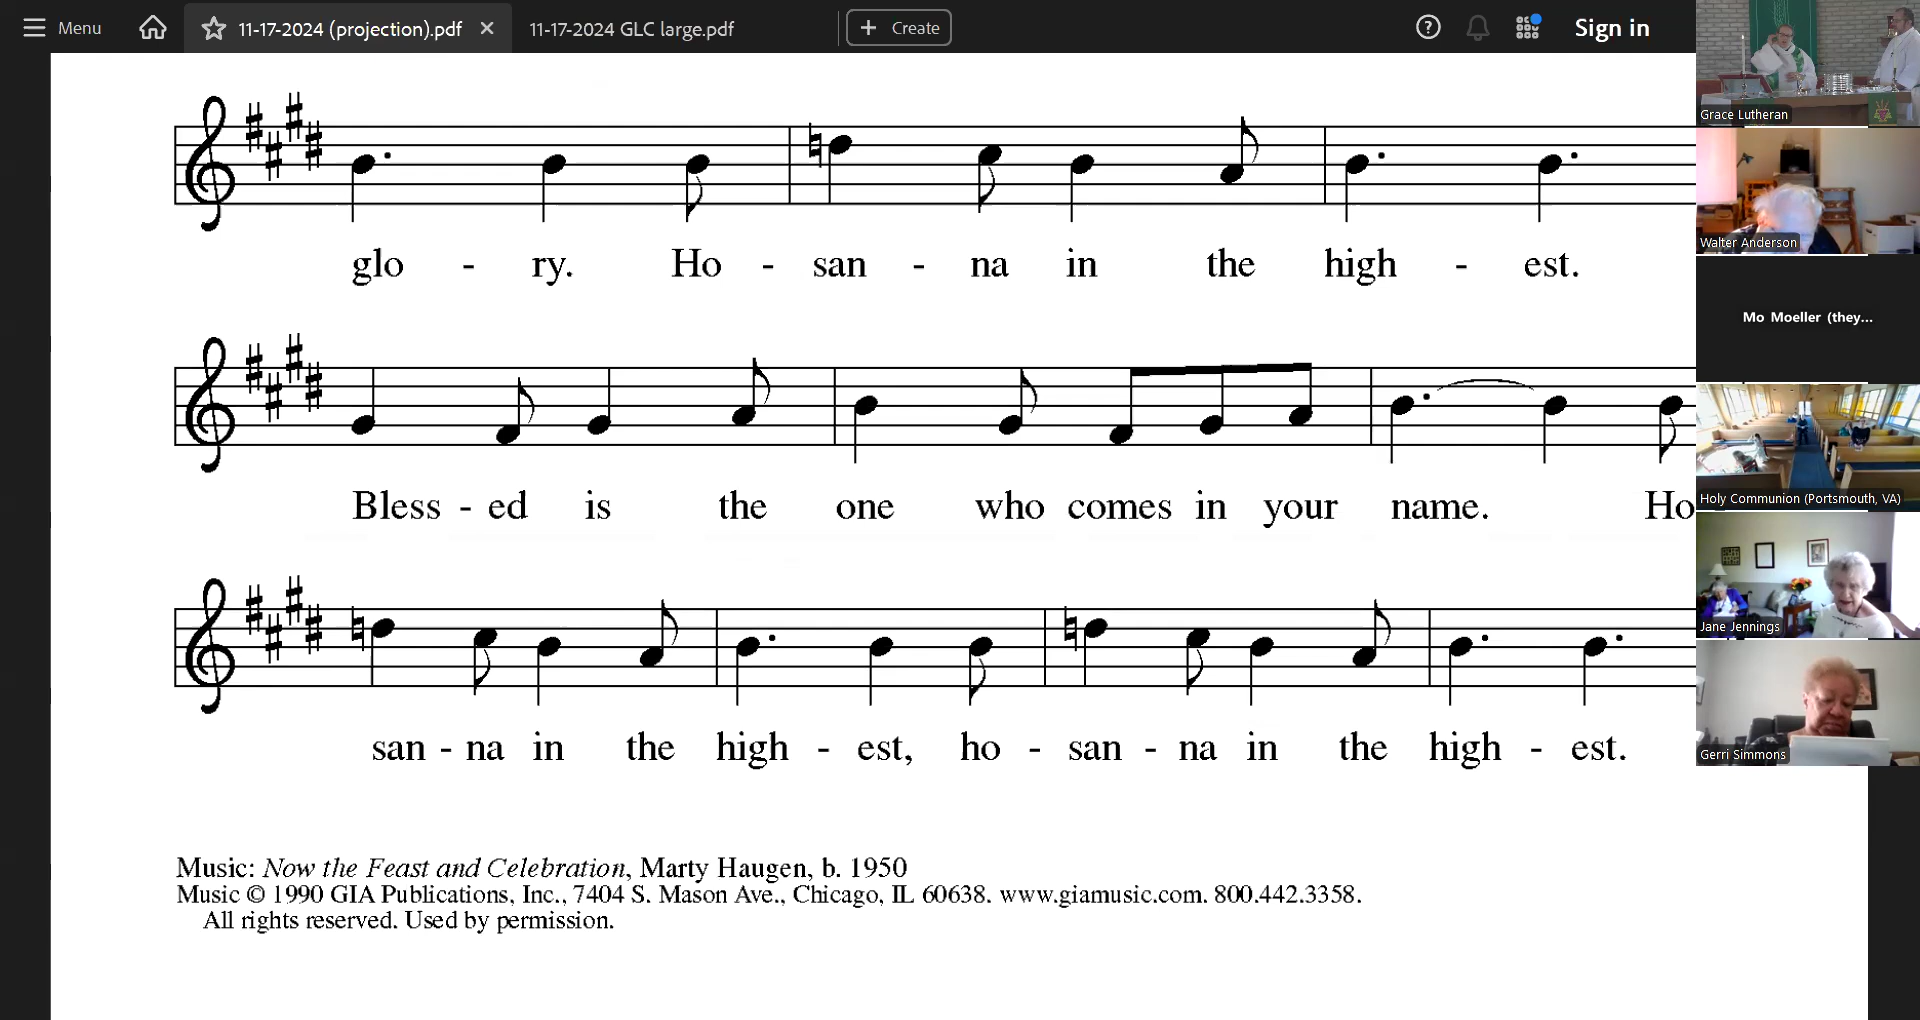 Menu
11-17-2024 (projection).pdf
11-17-2024 GLC large.pdf
Create
Sign in
glo - ry. Ho - san - na in the high - est.
Bless - ed is the one who comes in your name. Ho
san - na in the high - est, ho - san - na in the high - est.
Music: Now the Feast and Celebration, Marty Haugen, b. 1950
Music © 1990 GIA Publications, Inc., 7404 S. Mason Ave., Chicago, IL 60638. www.giamusic.com. 800.442.3358.
All rights reserved. Used by permission.
Grace Lutheran
Walter Anderson
Mo Moeller (they...
Holy Communion (Portsmouth, VA)
Jane Jennings
Gerri Simmons